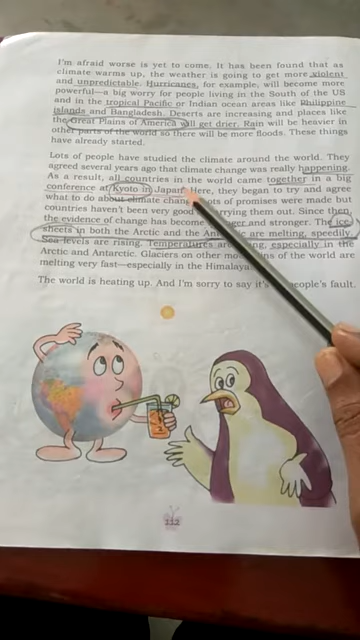 I'm afraid worse is yet to come. It has been found that as
climate warms up, the weather is going to get more violent
and unpredictable. Hurricanes, for example, will become more
powerful—a big worry for people living in the South of the US
and in the tropical Pacific or Indian ocean areas like Philippine
islands and Bangladesh. Deserts are increasing and places like
the Great Plains of America will get drier. Rain will be heavier in
other parts of the world so there will be more floods. These things
have already started.
Lots of people have studied the climate around the world. They
agreed several years ago that climate change was really happening.
As a result, all countries in the world came together in a big
conference at Kyoto in Japan. Here, they began to try and agree
what to do about climate change. Lots of promises were made but
countries haven't been very good at carrying them out. Since then,
the evidence of change has become and stronger. The ice
sheets in both the Arctic and the are melting, speedily.
Sea levels are rising. Temperatures are especially in the
Arctic and Antarctic. Glaciers on other of the world are
melting very fast—especially in the
The world is heating up. And I'm sorry to say it's people's fault.
112